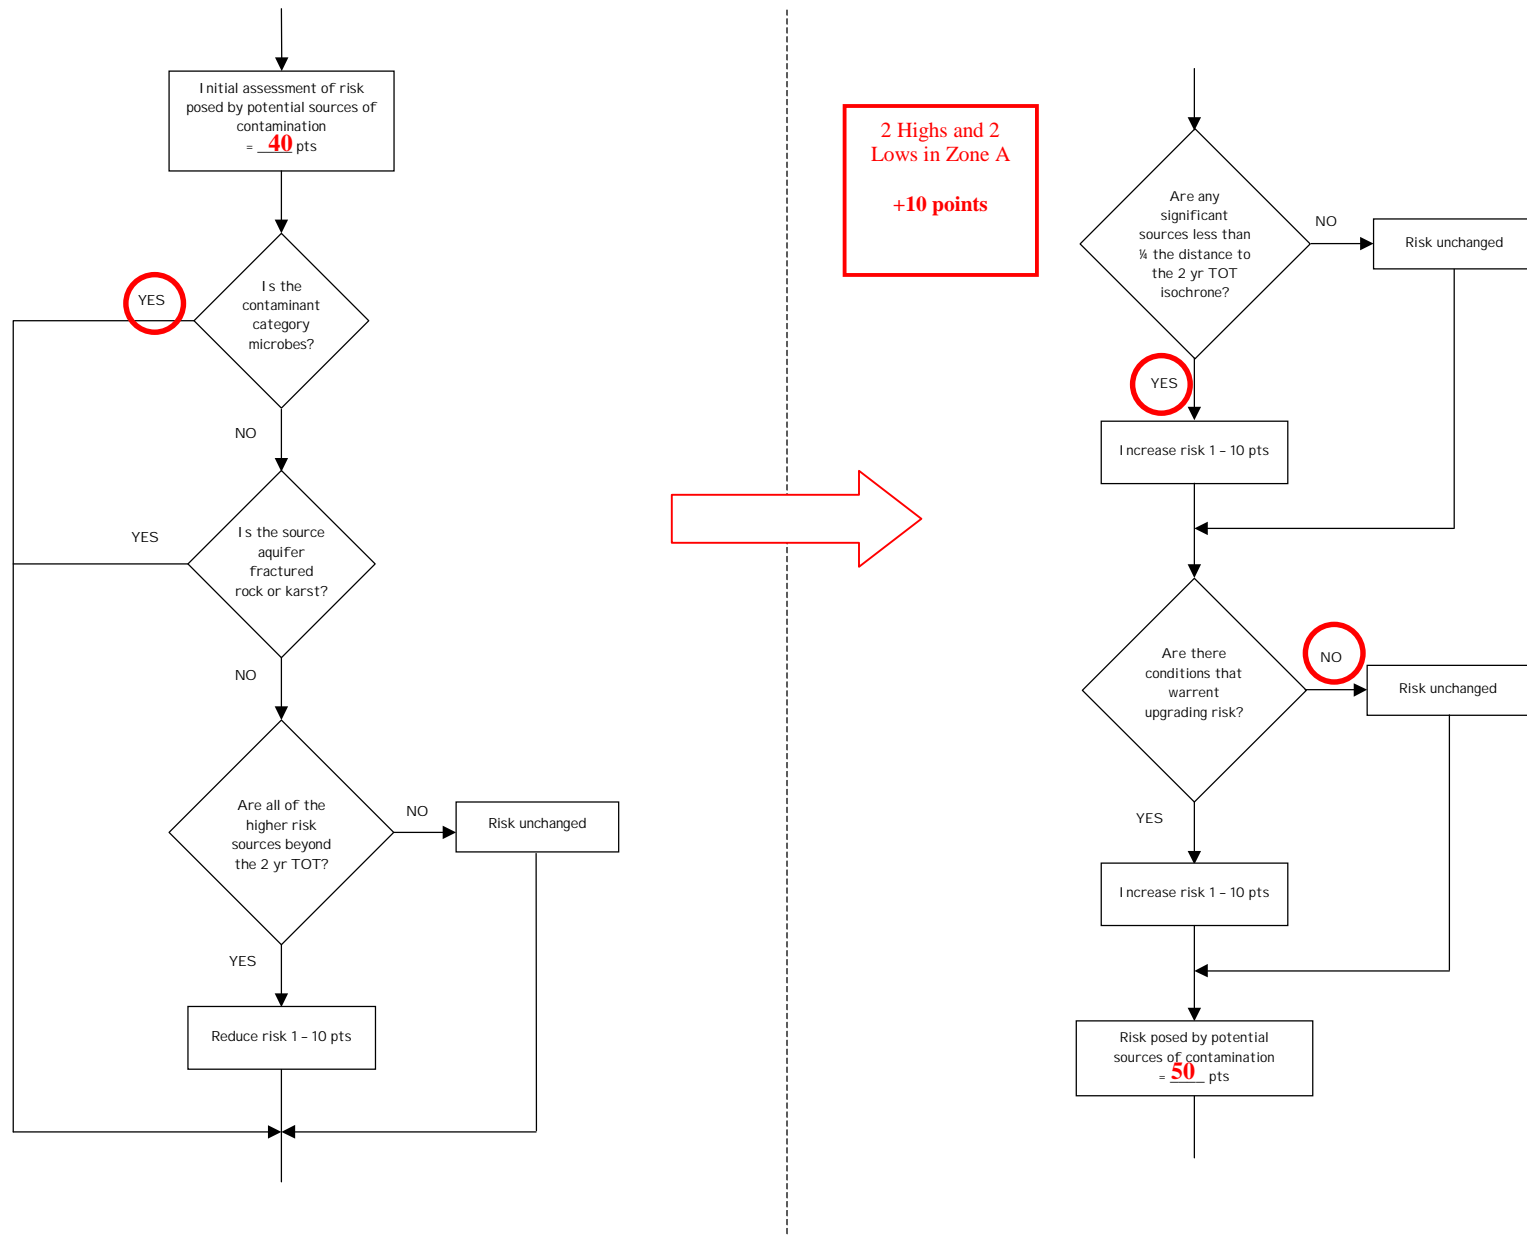 Initial assessment of risk
posed by potential sources of
contamination
= 40 pts
YES
Is the
contaminant
category
microbes?
NO
YES
Is the source
aquifer
fractured
rock or karst?
NO
Are all of the
higher risk
sources beyond
the 2 yr TOT?
NO
Risk unchanged
YES
Reduce risk 1 – 10 pts
2 Highs and 2
Lows in Zone A
+10 points
Are any
significant
sources less than
¼ the distance to
the 2 yr TOT
isochrone?
NO
Risk unchanged
YES
Increase risk 1 – 10 pts
Are there
conditions that
warrent
upgrading risk?
NO
Risk unchanged
YES
Increase risk 1 – 10 pts
Risk posed by potential
sources of contamination
= 50 pts